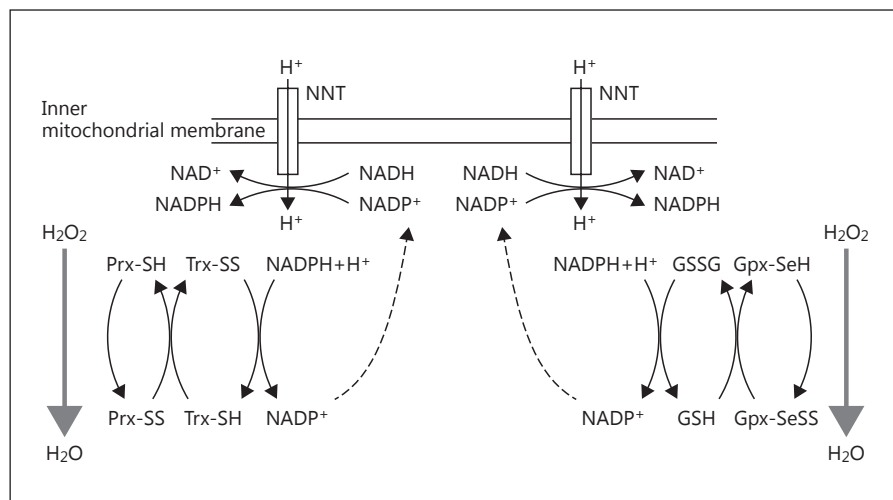 H⁺ H⁺
NNT NNT
Inner
mitochondrial membrane
NAD⁺ NADH NADH NAD⁺
NADPH NADP⁺ NADP⁺ NADPH
H⁺ H⁺
H₂O₂ H₂O₂
Prx-SH Trx-SS NADPH+H⁺ NADPH+H⁺ GSSG Gpx-SeH
Prx-SS Trx-SH NADP⁺ NADP⁺ GSH Gpx-SeSS
H₂O H₂O